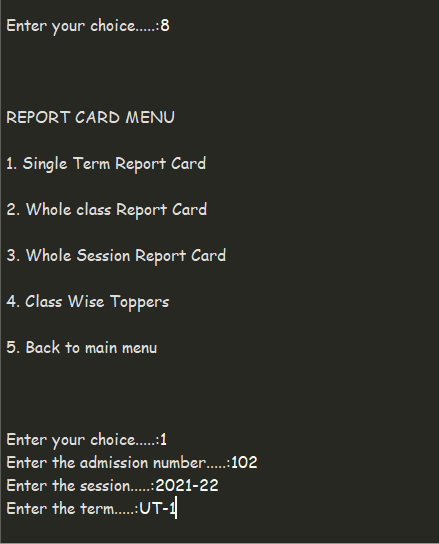 Enter your choice.....:8
REPORT CARD MENU
1. Single Term Report Card
2. Whole class Report Card
3. Whole Session Report Card
4. Class Wise Toppers
5. Back to main menu
Enter your choice.....:1
Enter the admission number.....:102
Enter the session.....:2021-22
Enter the term.....:UT-1